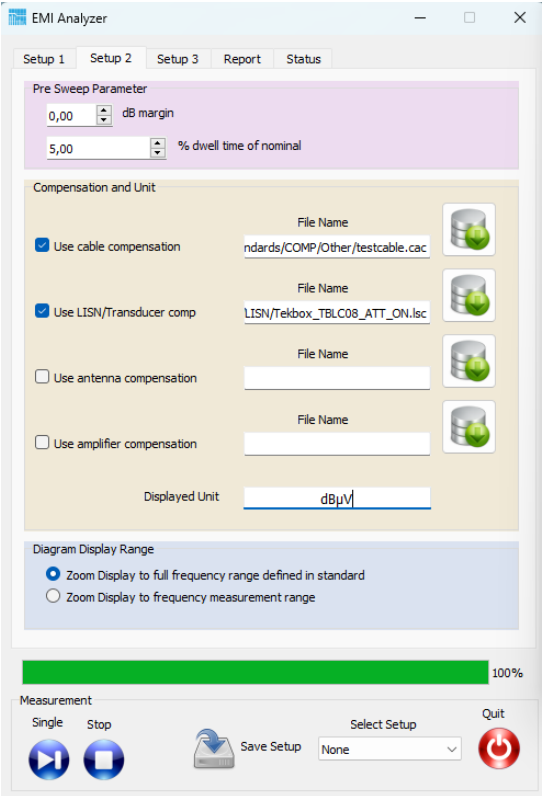 EMI Analyzer
Setup 1 Setup 2 Setup 3 Report Status
Pre Sweep Parameter
0,00 dB margin
5,00 % dwell time of nominal
Compensation and Unit
File Name
Use cable compensation ndards/COMP/Other/testcable.cac
File Name
Use LISN/Transducer comp LISN/Tekbox_TBLC08_ATT_ON.lsc
File Name
Use antenna compensation
File Name
Use amplifier compensation
Displayed Unit dBµV
Diagram Display Range
Zoom Display to full frequency range defined in standard
Zoom Display to frequency measurement range
100%
Measurement
Single Stop Select Setup Quit
Save Setup None